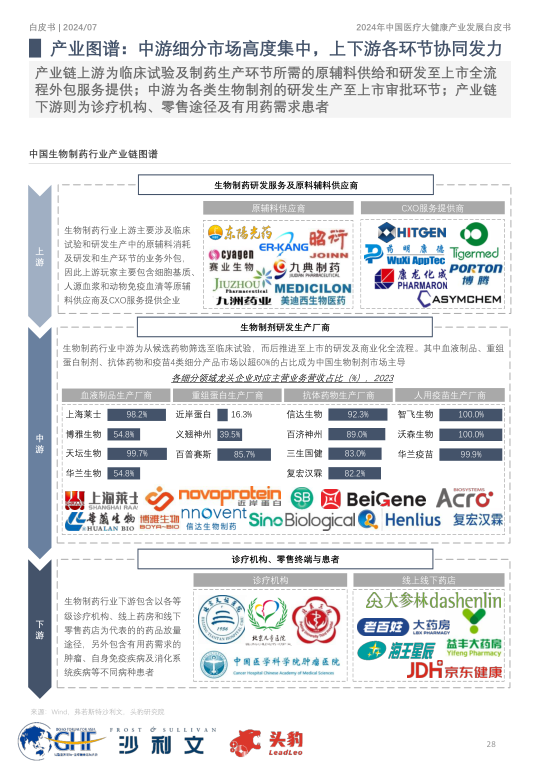 白皮书 | 2024/07
2024年中国医疗大健康产业发展白皮书
产业图谱：中游细分市场高度集中，上下游各环节协同发力
产业链上游为临床试验及制药生产环节所需的原辅料供给和研发至上市全流
程外包服务提供；中游为各类生物制剂的研发生产至上市审批环节；产业链
下游则为诊疗机构、零售途径及有用药需求患者
中国生物制药行业产业链图谱
上游
生物制药研发服务及原料辅料供应商
生物制药行业上游主要涉及临床
试验和研发生产中的原辅料消耗
及研发和生产环节的业务外包，
因此上游玩家主要包含细胞基质、
人源血浆和动物免疫血清等原辅
料供应商及CXO服务提供企业
原辅料供应商
东阳光药
ER-KANG
昭衍
JOINN
cyagen
赛业生物
九典制药
JIUDIAN PHARMACEUTICAL
JIUZHOU
Pharmaceutical
MEDICILON
九洲药业
美迪西生物医药
CXO服务提供商
HITGEN
药明康德
WuXi AppTec
Tigermed
康龙化成
PHARMARON
PORTON
博腾
ASYMCHEM
中游
生物制剂研发生产厂商
生物制药行业中游为从候选药物筛选至临床试验，而后推进至上市的研发及商业化全流程。其中血液制品、重组
蛋白制剂、抗体药物和疫苗4类细分产品市场以超60%的占比成为中国生物制剂市场主导
各细分领域龙头企业对应主营业务营收占比（%），2023
血液制品生产厂商
上海莱士 98.2%
博雅生物 54.8%
天坛生物 99.7%
华兰生物 54.8%
重组蛋白生产厂商
近岸蛋白 16.3%
义翘神州 39.5%
百普赛斯 85.7%
抗体药物生产厂商
信达生物 92.3%
百济神州 89.0%
三生国健 83.0%
复宏汉霖 82.2%
人用疫苗生产厂商
智飞生物 100.0%
沃森生物 100.0%
华兰疫苗 99.9%
上海莱士
SHANGHAI RAAS
novoprotein
近岸蛋白
SB
BeiGene
Acro
BIOSYSTEMS
華蘭生物
HUALAN BIO
博雅生物
BOYA-BIO
innovent
信达生物制药
Sino Biological
Henlius
复宏汉霖
下游
诊疗机构、零售终端与患者
生物制药行业下游包含以各等
级诊疗机构、线上药房和线下
零售药店为代表的的药品放量
途径，另外包含有用药需求的
肿瘤、自身免疫疾病及消化系
统疾病等不同病种患者
诊疗机构
北京儿童医院
中国医学科学院肿瘤医院
Cancer Hospital Chinese Academy of Medical Sciences
线上线下药店
大参林dashenlin
老百姓
大药房
LBX PHARMACY
海王星辰
益丰大药房
Yifeng Pharmacy
JDH 京东健康
来源：Wind，弗若斯特沙利文，头豹研究院
GHF
FROST & SULLIVAN
沙利文
头豹
LeadLeo
28